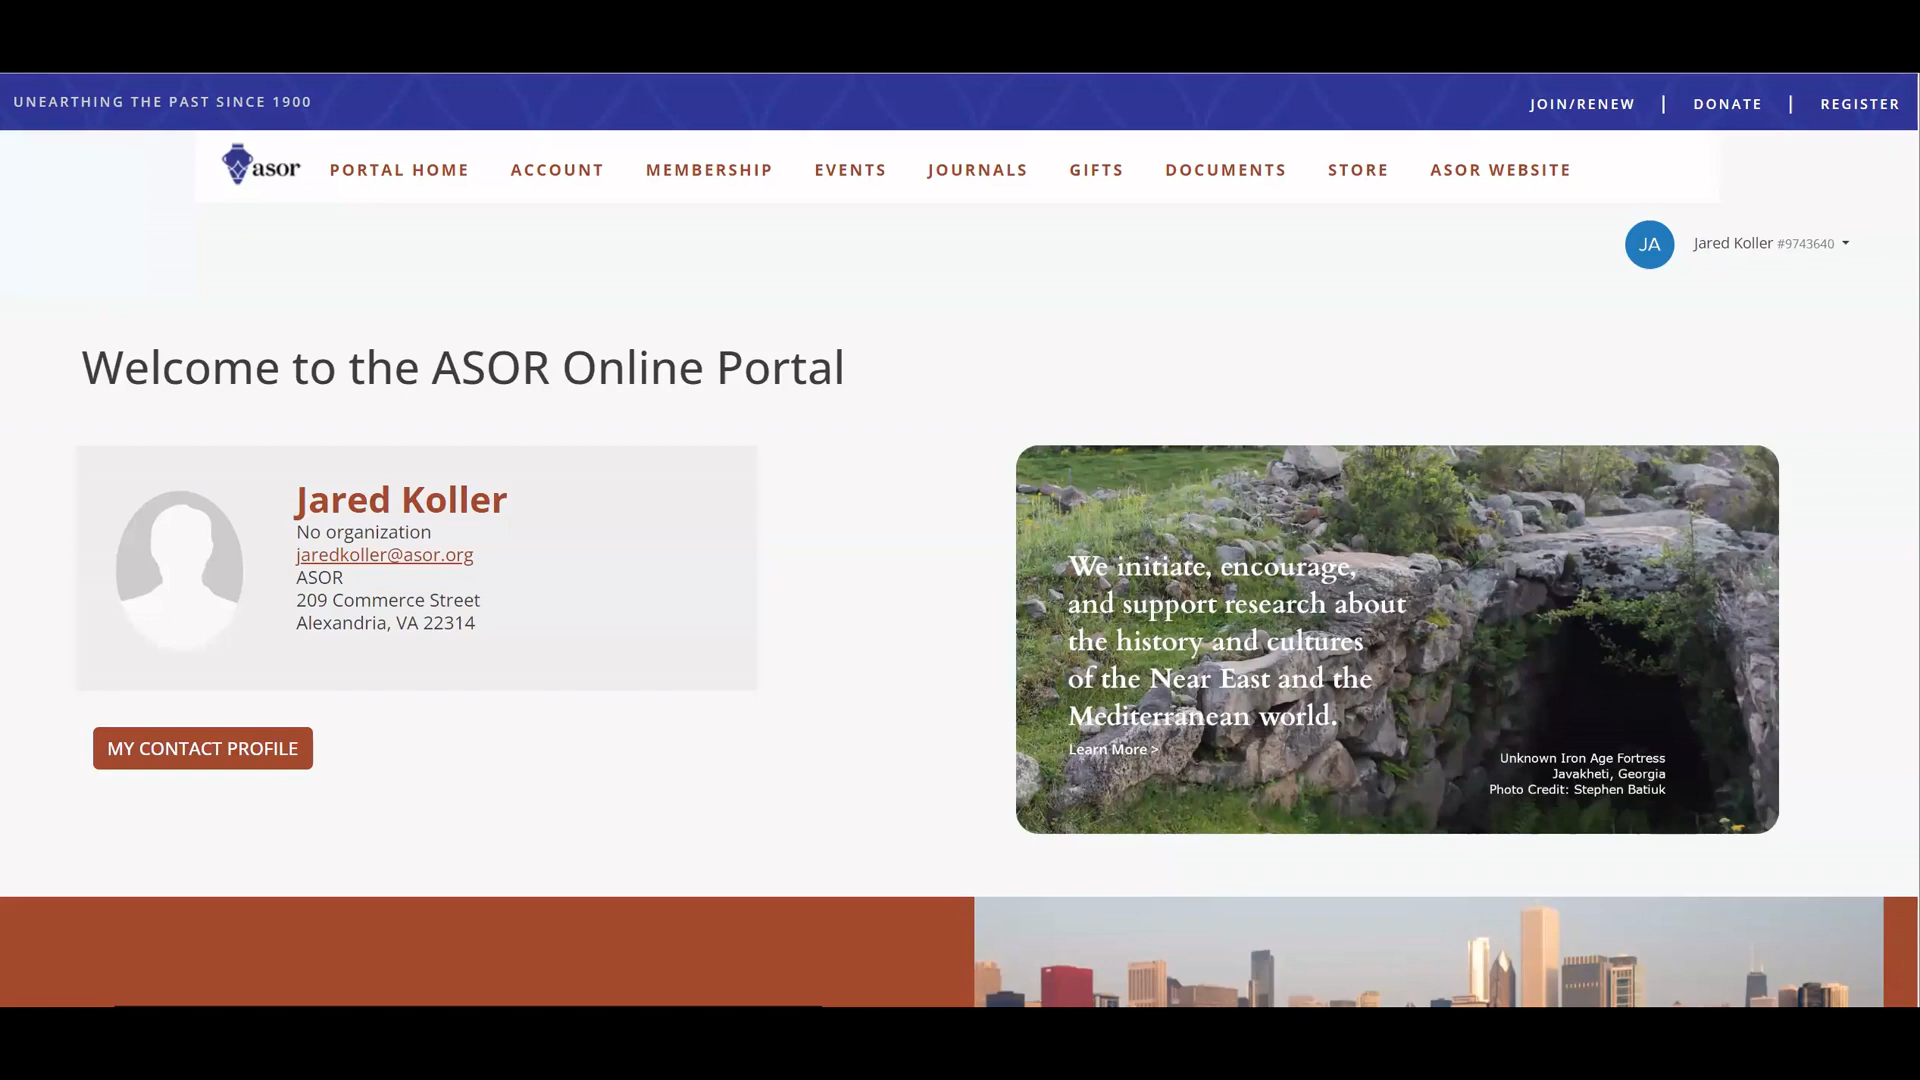 UNEARTHING THE PAST SINCE 1900
JOIN/RENEW | DONATE | REGISTER
asor PORTAL HOME ACCOUNT MEMBERSHIP EVENTS JOURNALS GIFTS DOCUMENTS STORE ASOR WEBSITE
JA Jared Koller #9743640
Welcome to the ASOR Online Portal
Jared Koller
No organization
jaredkoller@asor.org
ASOR
209 Commerce Street
Alexandria, VA 22314
MY CONTACT PROFILE
We initiate, encourage,
and support research about
the history and cultures
of the Near East and the
Mediterranean world.
Learn More >
Unknown Iron Age Fortress
Javakheti, Georgia
Photo Credit: Stephen Batiuk